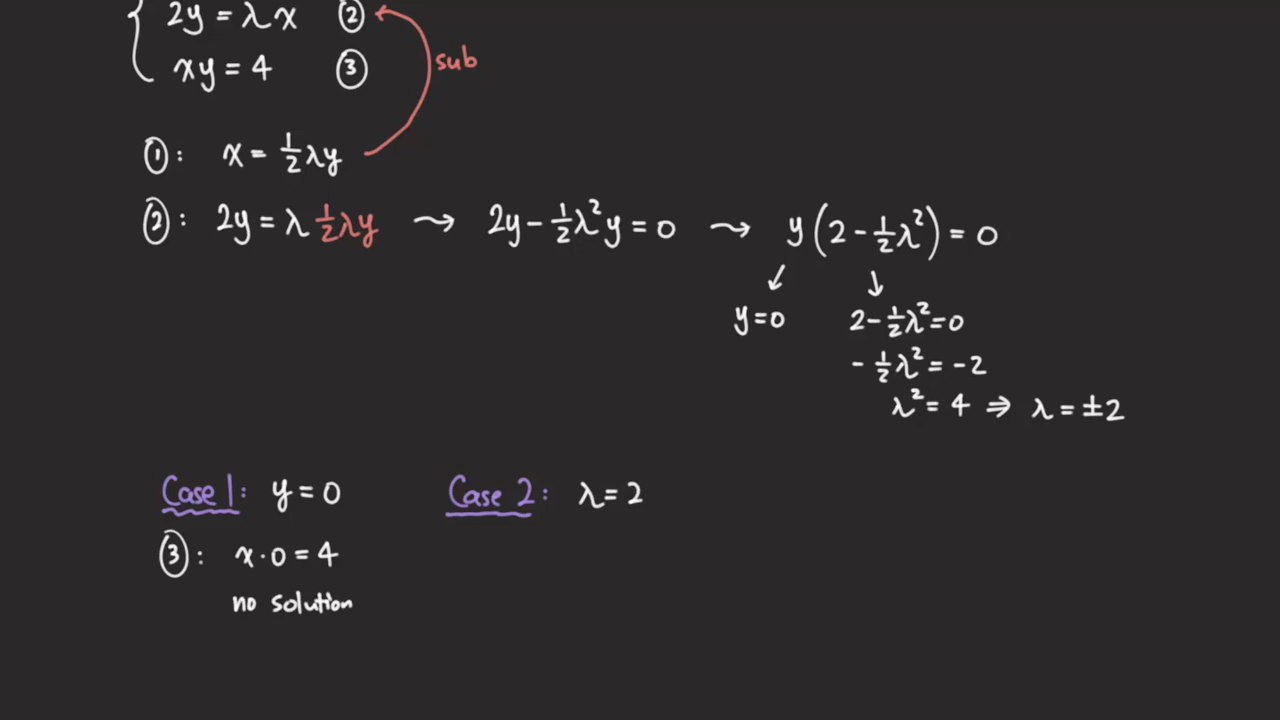 2y = λx ②
xy = 4 ③
sub
①: x = ½λy
②: 2y = λ ½λy ⇝ 2y - ½λ²y = 0 ⇝ y(2 - ½λ²) = 0
↙ ↓
y=0 2-½λ²=0
-½λ² = -2
λ² = 4 ⇒ λ = ±2
Case 1: y = 0 Case 2: λ = 2
③: x·0 = 4
no solution